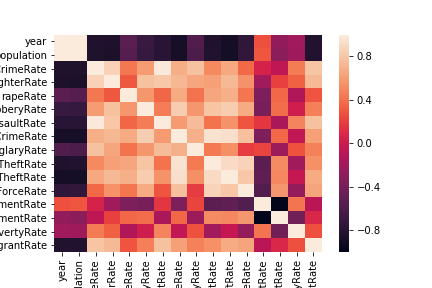 year
opulation
CrimeRate
ghterRate
rapeRate
bberyRate
saultRate
CrimeRate
glaryRate
TheftRate
TheftRate
ForceRate
mentRate
mentRate
vertyRate
grantRate
year
lation
eRate
rRate
eRate
yRate
tRate
eRate
yRate
tRate
tRate
eRate
tRate
tRate
yRate
tRate
0.8
0.4
0.0
−0.4
−0.8